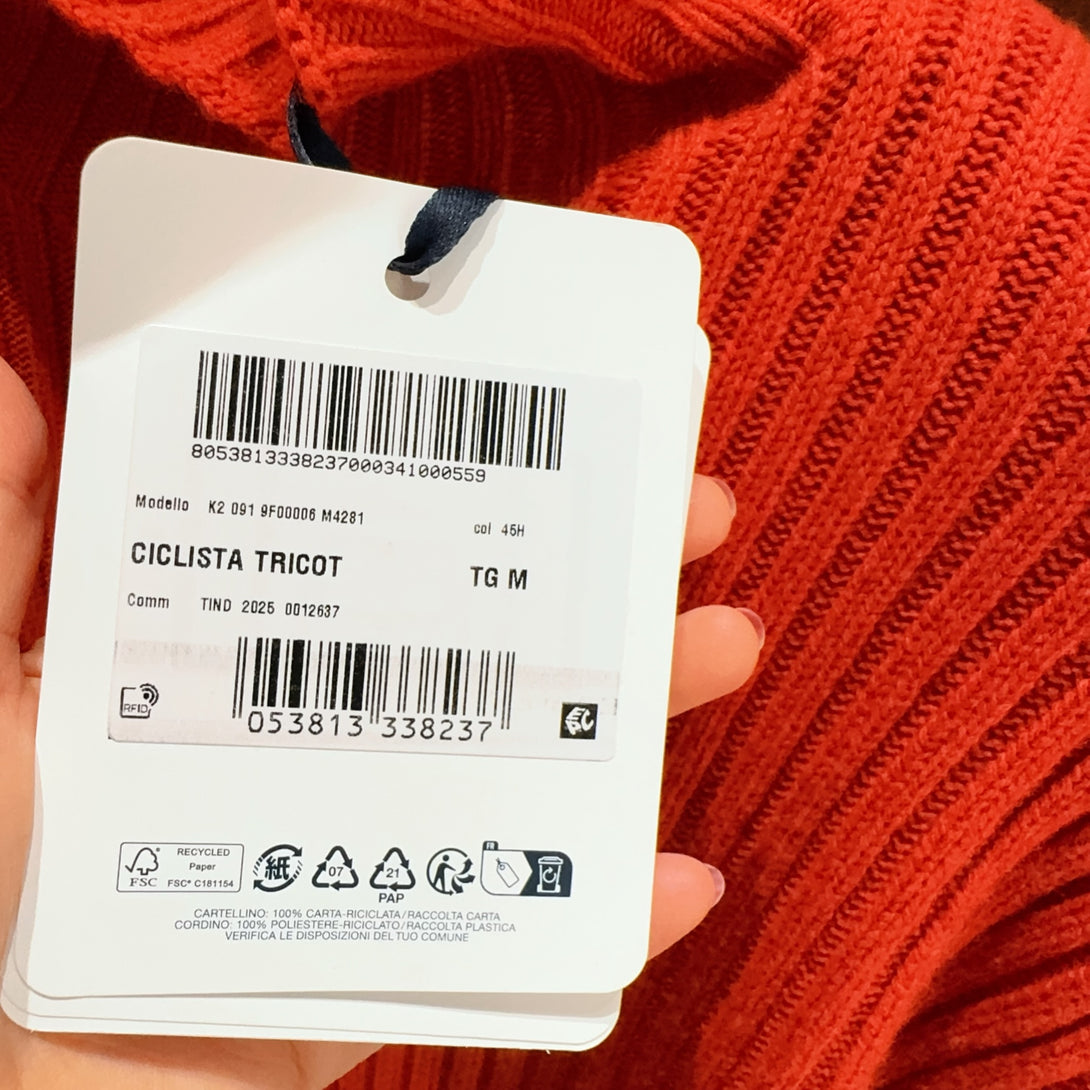 8053813338237000341000559
Modello K2 091 9F00006 M4281
col 45H
CICLISTA TRICOT
TG M
Comm TIND 2025 0012637
RFID
053813 338237
RECYCLED
Paper
FSC FSC® C181154
紙
07
21
PAP
FR
CARTELLINO: 100% CARTA-RICICLATA/RACCOLTA CARTA
CORDINO: 100% POLIESTERE-RICICLATO/RACCOLTA PLASTICA
VERIFICA LE DISPOSIZIONI DEL TUO COMUNE